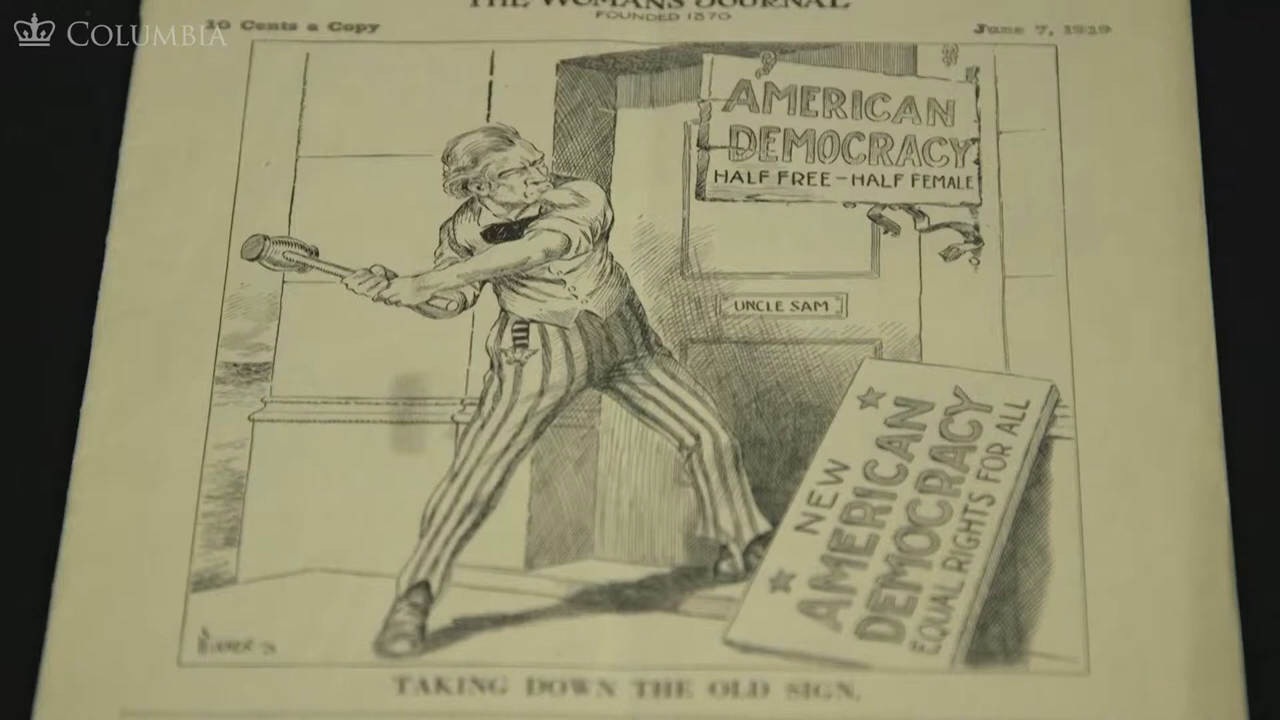 COLUMBIA
THE WOMAN'S JOURNAL
FOUNDED 1870
10 Cents a Copy
June 7, 1919
AMERICAN
DEMOCRACY
HALF FREE – HALF FEMALE
UNCLE SAM
NEW
AMERICAN
DEMOCRACY
EQUAL RIGHTS FOR ALL
TAKING DOWN THE OLD SIGN.